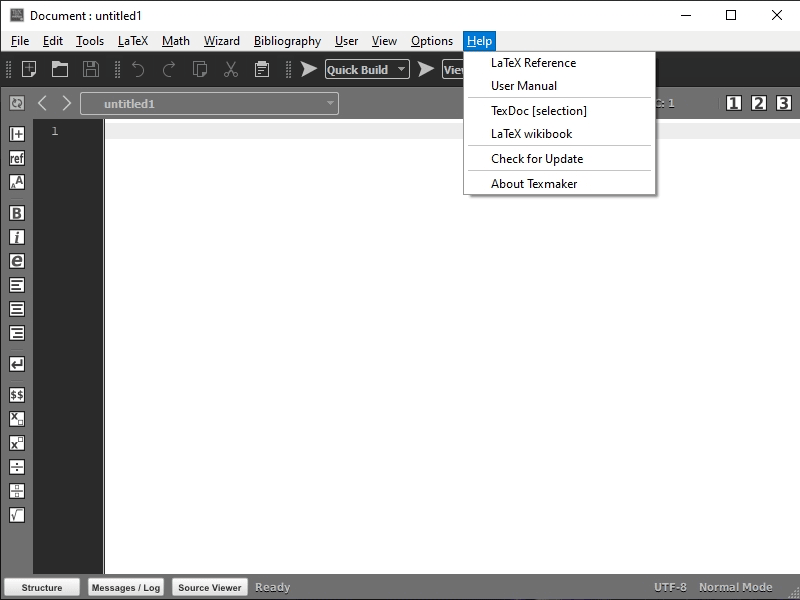 Document : untitled1
File Edit Tools LaTeX Math Wizard Bibliography User View Options Help
Quick Build
LaTeX Reference
User Manual
TexDoc [selection]
LaTeX wikibook
Check for Update
About Texmaker
untitled1
: 1
1 2 3
1
ref
B
i
e
$$
Structure Messages / Log Source Viewer Ready UTF-8 Normal Mode